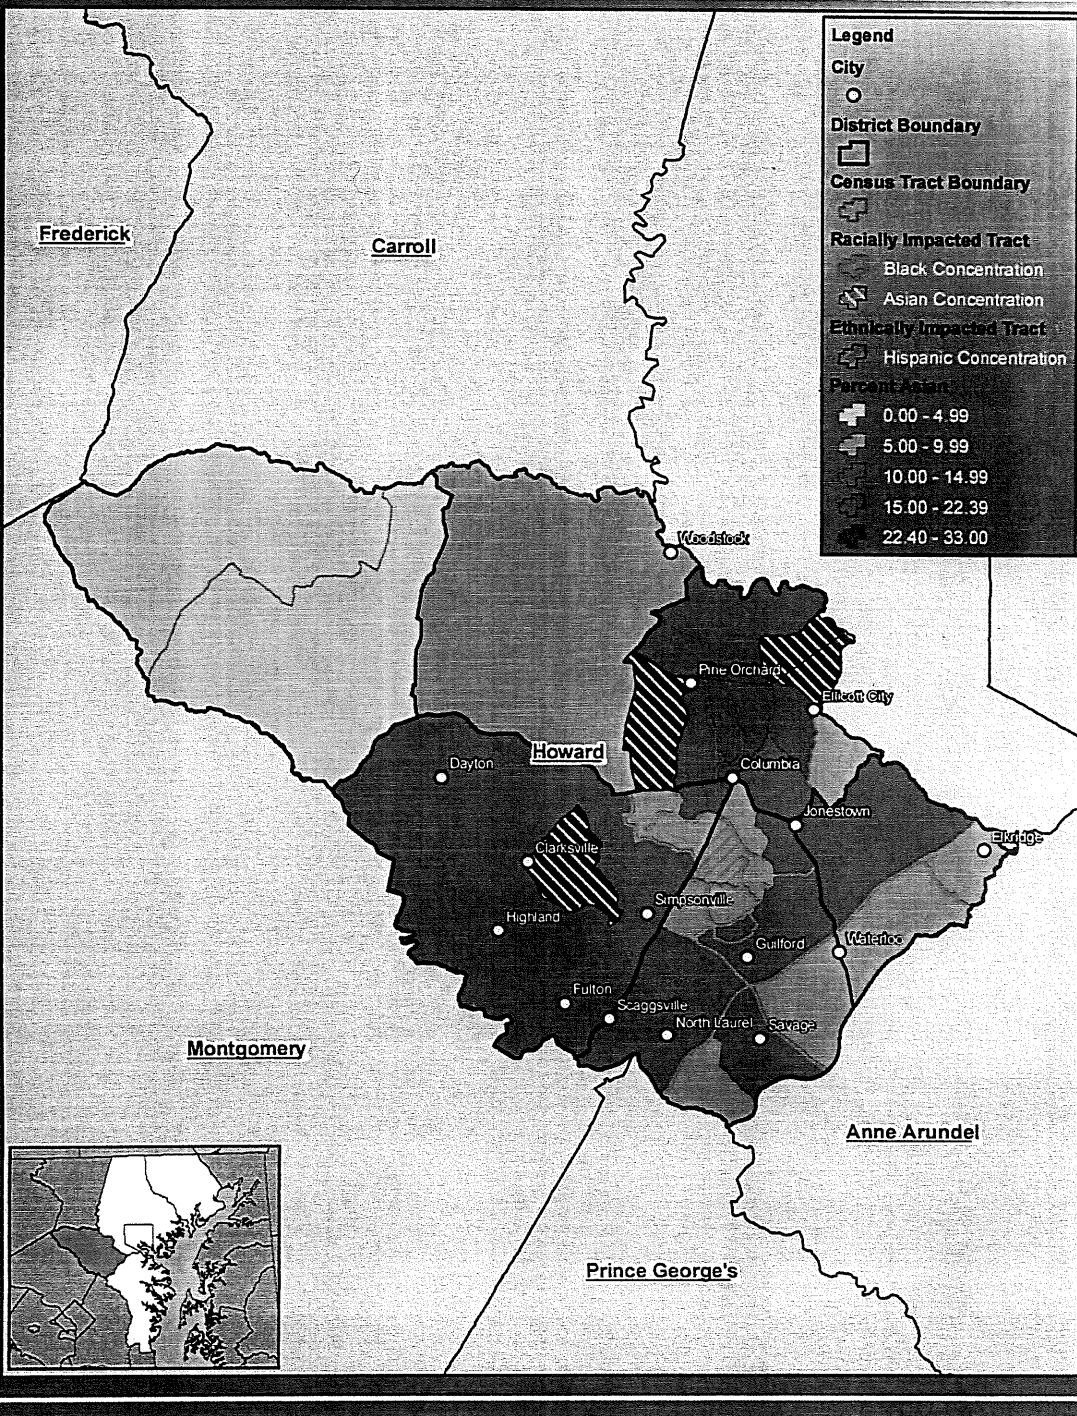 Legend
City
District Boundary
Census Tract Boundary
Racially Impacted Tract
Black Concentration
Asian Concentration
Ethnically Impacted Tract
Hispanic Concentration
Percent Asian
0.00 - 4.99
5.00 - 9.99
10.00 - 14.99
15.00 - 22.39
22.40 - 33.00
Frederick
Carroll
Woodstock
Pine Orchard
Ellicott City
Howard
Dayton
Columbia
Jonestown
Elkridge
Clarksville
Simpsonville
Highland
Guilford
Waterloo
Fulton
Scaggsville
North Laurel
Savage
Montgomery
Anne Arundel
Prince George's